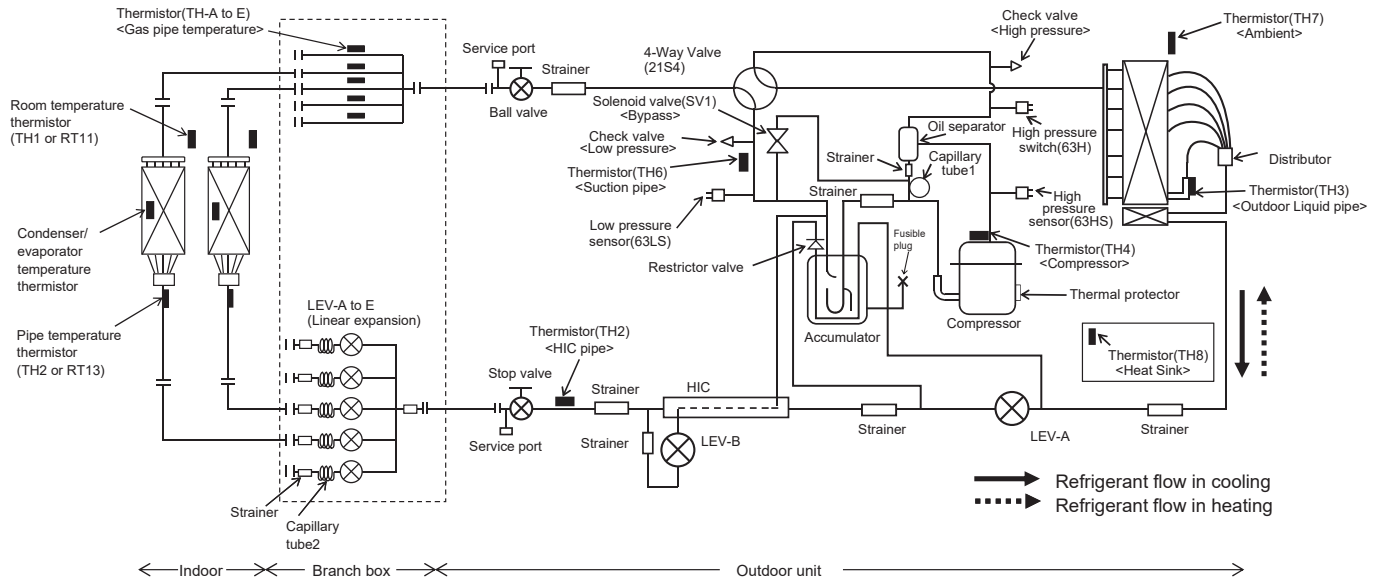 Thermistor(TH-A to E)
<Gas pipe temperature>
Room temperature
thermistor
(TH1 or RT11)
Condenser/
evaporator
temperature
thermistor
Pipe temperature
thermistor
(TH2 or RT13)
LEV-A to E
(Linear expansion)
Strainer
Capillary
tube2
Service port
Ball valve
Strainer
4-Way Valve
(21S4)
Solenoid valve(SV1)
<Bypass>
Check valve
<Low pressure>
Thermistor(TH6)
<Suction pipe>
Low pressure
sensor(63LS)
Restrictor valve
Strainer
Strainer
Oil separator
Capillary
tube1
Fusible
plug
Accumulator
Check valve
<High pressure>
High pressure
switch(63H)
High
pressure
sensor(63HS)
Thermistor(TH4)
<Compressor>
Thermal protector
Compressor
Thermistor(TH7)
<Ambient>
Distributor
Thermistor(TH3)
<Outdoor Liquid pipe>
Thermistor(TH8)
<Heat Sink>
Thermistor(TH2)
<HIC pipe>
Stop valve
Service port
Strainer
Strainer
HIC
LEV-B
Strainer
LEV-A
Strainer
Refrigerant flow in cooling
Refrigerant flow in heating
Indoor
Branch box
Outdoor unit